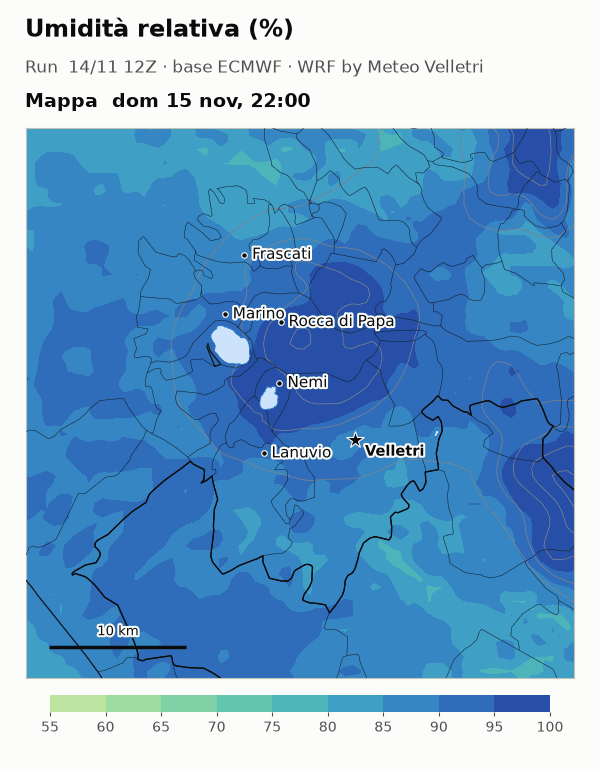 Umidità relativa (%)
Run  14/11 12Z · base ECMWF · WRF by Meteo Velletri
Mappa  dom 15 nov, 22:00
Frascati
Marino
Rocca di Papa
Nemi
Velletri
Lanuvio
10 km
55 60 65 70 75 80 85 90 95 100